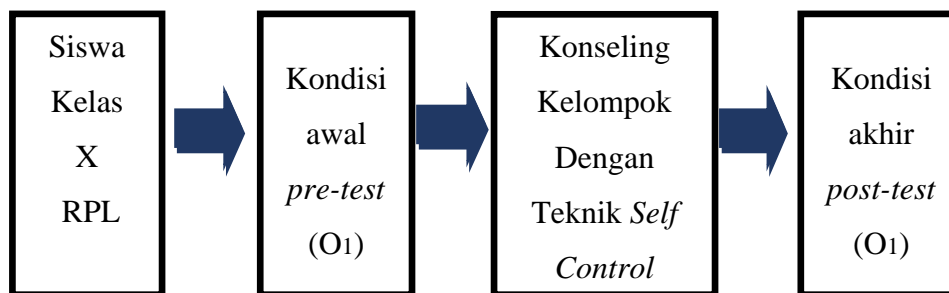 Siswa
Kelas
X
RPL
Kondisi
awal
pre-test
(O1)
Konseling
Kelompok
Dengan
Teknik Self
Control
Kondisi
akhir
post-test
(O1)